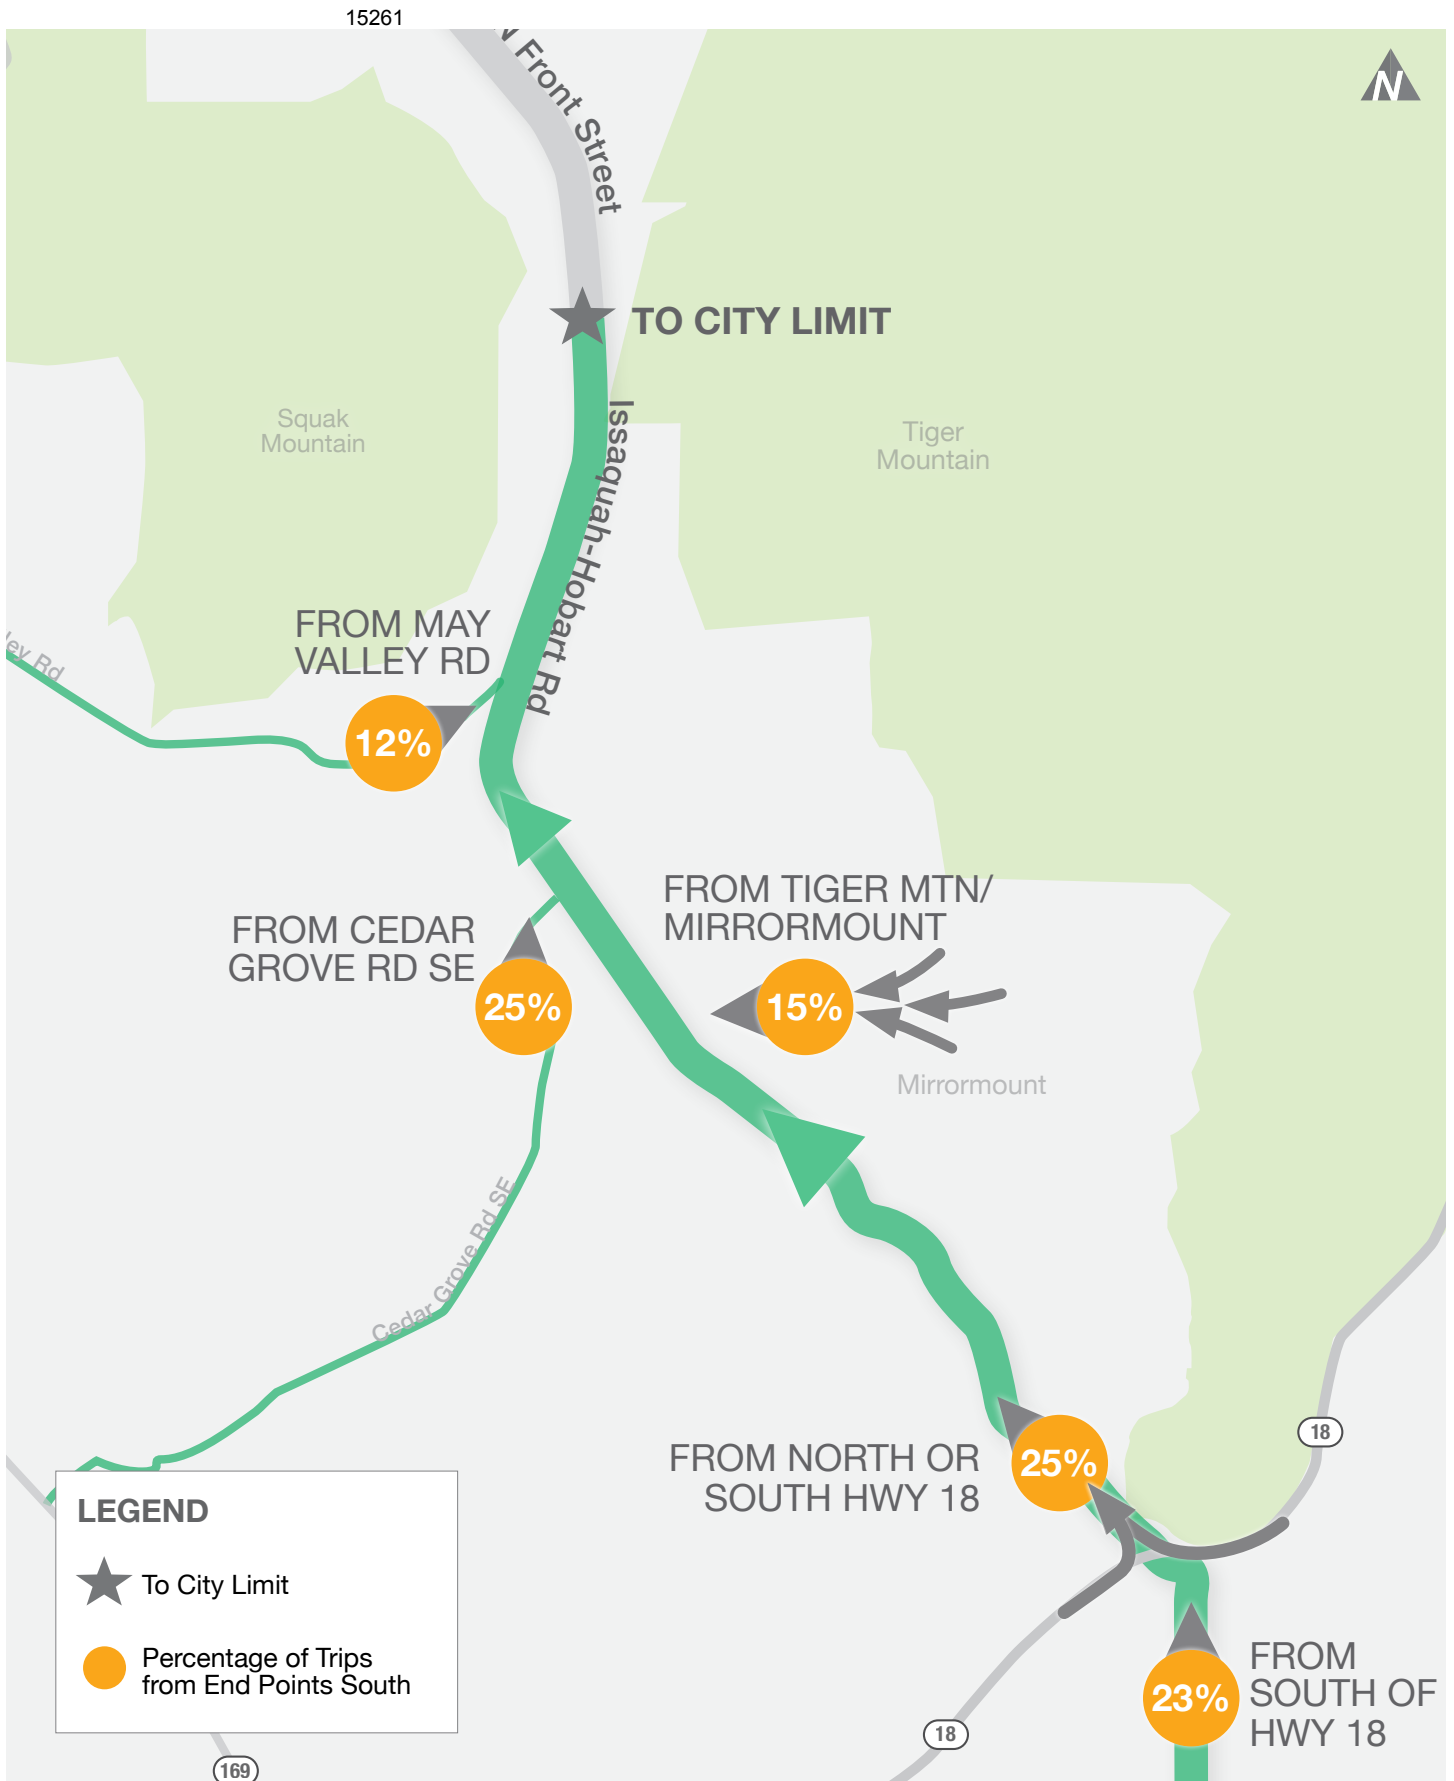 15261
N Front Street
N
TO CITY LIMIT
Issaquah-Hobart Rd
Squak
Mountain
Tiger
Mountain
FROM MAY
VALLEY RD
ley Rd
12%
FROM TIGER MTN/
MIRRORMOUNT
FROM CEDAR
GROVE RD SE
25%
15%
Mirrormount
Cedar Grove Rd SE
18
FROM NORTH OR
SOUTH HWY 18
25%
LEGEND
To City Limit
Percentage of Trips
from End Points South
FROM
SOUTH OF
HWY 18
23%
18
169